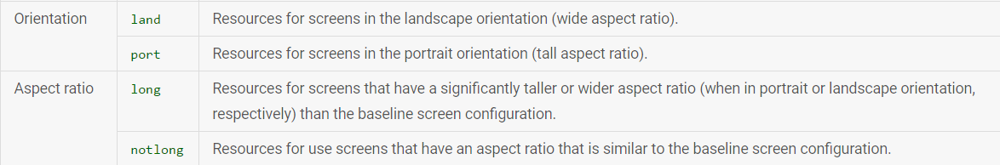 Orientation land Resources for screens in the landscape orientation (wide aspect ratio).
port Resources for screens in the portrait orientation (tall aspect ratio).
Aspect ratio long Resources for screens that have a significantly taller or wider aspect ratio (when in portrait or landscape orientation,
respectively) than the baseline screen configuration.
notlong Resources for use screens that have an aspect ratio that is similar to the baseline screen configuration.